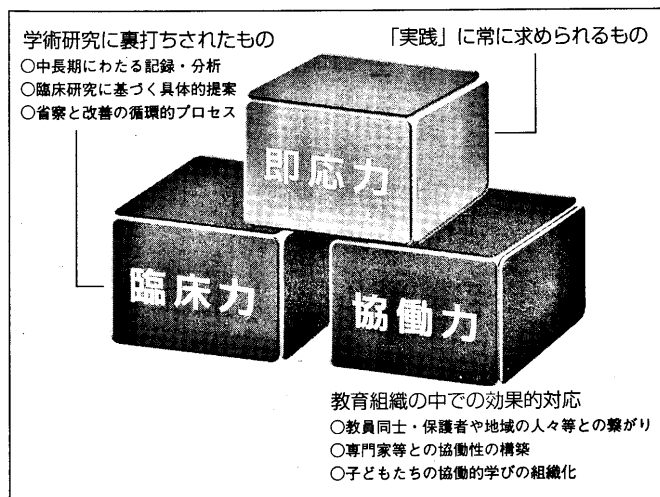 学術研究に裏打ちされたもの
○中長期にわたる記録・分析
○臨床研究に基づく具体的提案
○省察と改善の循環的プロセス
「実践」に常に求められるもの
即応力
臨床力
協働力
教育組織の中での効果的対応
○教員同士・保護者や地域の人々等との繋がり
○専門家等との協働性の構築
○子どもたちの協働的学びの組織化